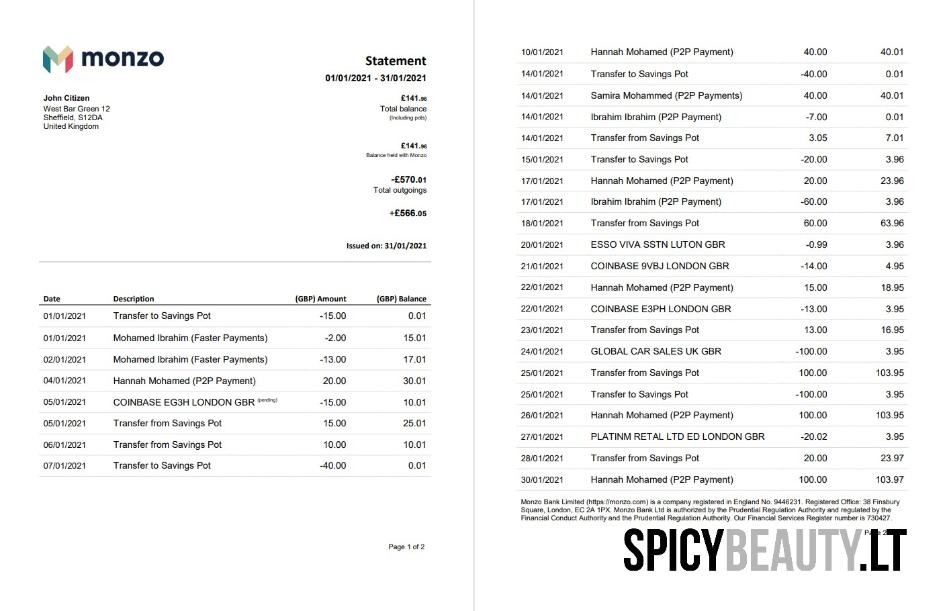 monzo
Statement
01/01/2021 - 31/01/2021
John Citizen
West Bar Green 12
Sheffield, S12DA
United Kingdom
£141.96
Total balance
(Including pots)
£141.96
Balance held with Monzo
-£570.01
Total outgoings
+£566.05
Issued on: 31/01/2021
Date Description (GBP) Amount (GBP) Balance
01/01/2021 Transfer to Savings Pot -15.00 0.01
01/01/2021 Mohamed Ibrahim (Faster Payments) -2.00 15.01
02/01/2021 Mohamed Ibrahim (Faster Payments) -13.00 17.01
04/01/2021 Hannah Mohamed (P2P Payment) 20.00 30.01
05/01/2021 COINBASE EG3H LONDON GBR (pending) -15.00 10.01
05/01/2021 Transfer from Savings Pot 15.00 25.01
06/01/2021 Transfer from Savings Pot 10.00 10.01
07/01/2021 Transfer to Savings Pot -40.00 0.01
Page 1 of 2
10/01/2021 Hannah Mohamed (P2P Payment) 40.00 40.01
14/01/2021 Transfer to Savings Pot -40.00 0.01
14/01/2021 Samira Mohammed (P2P Payments) 40.00 40.01
14/01/2021 Ibrahim Ibrahim (P2P Payment) -7.00 0.01
14/01/2021 Transfer from Savings Pot 3.05 7.01
15/01/2021 Transfer to Savings Pot -20.00 3.96
17/01/2021 Hannah Mohamed (P2P Payment) 20.00 23.96
17/01/2021 Ibrahim Ibrahim (P2P Payment) -60.00 3.96
18/01/2021 Transfer from Savings Pot 60.00 63.96
20/01/2021 ESSO VIVA SSTN LUTON GBR -0.99 3.96
21/01/2021 COINBASE 9VBJ LONDON GBR -14.00 4.95
22/01/2021 Hannah Mohamed (P2P Payment) 15.00 18.95
22/01/2021 COINBASE E3PH LONDON GBR -13.00 3.95
23/01/2021 Transfer from Savings Pot 13.00 16.95
24/01/2021 GLOBAL CAR SALES UK GBR -100.00 3.95
25/01/2021 Transfer from Savings Pot 100.00 103.95
25/01/2021 Transfer to Savings Pot -100.00 3.95
26/01/2021 Hannah Mohamed (P2P Payment) 100.00 103.95
27/01/2021 PLATINM RETAL LTD ED LONDON GBR -20.02 3.95
28/01/2021 Transfer from Savings Pot 20.00 23.97
30/01/2021 Hannah Mohamed (P2P Payment) 100.00 103.97
Monzo Bank Limited (https://monzo.com) is a company registered in England No. 9446231. Registered Office: 38 Finsbury
Square, London, EC 2A 1PX. Monzo Bank Ltd is authorized by the Prudential Regulation Authority and regulated by the
Financial Conduct Authority and the Prudential Regulation Authority. Our Financial Services Register number is 730427.
SPICYBEAUTY.LT